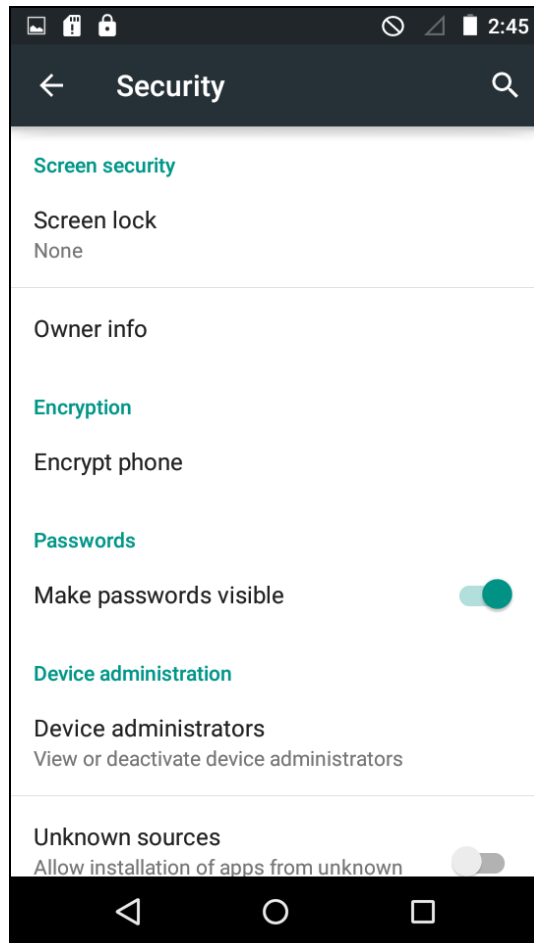 2:45
Security
Screen security
Screen lock
None
Owner info
Encryption
Encrypt phone
Passwords
Make passwords visible
Device administration
Device administrators
View or deactivate device administrators
Unknown sources
Allow installation of apps from unknown